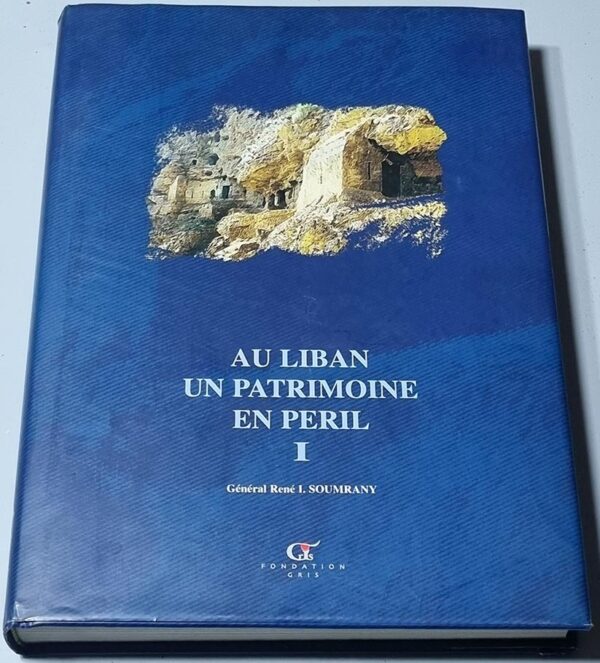 AU LIBAN
UN PATRIMOINE
EN PERIL
I
Général René I. SOUMRANY
Gris
FONDATION
GRIS